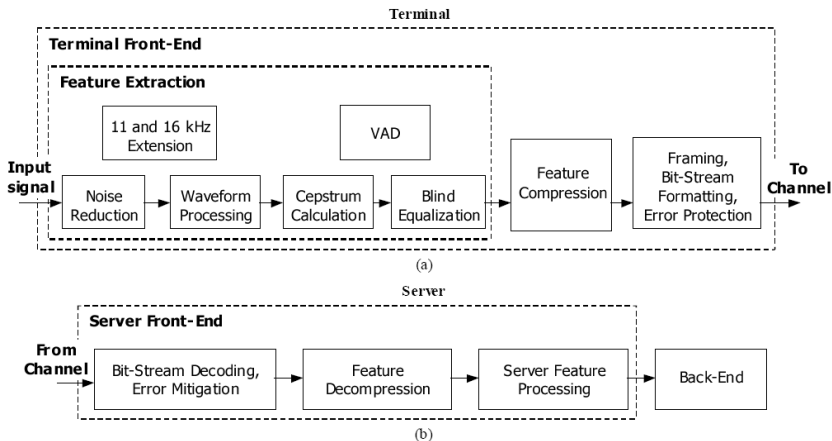 Terminal
Terminal Front-End
Feature Extraction
11 and 16 kHz
Extension
VAD
Input
signal
Noise
Reduction
Waveform
Processing
Cepstrum
Calculation
Blind
Equalization
Feature
Compression
Framing,
Bit-Stream
Formatting,
Error Protection
To
Channel
(a)
Server
Server Front-End
From
Channel
Bit-Stream Decoding,
Error Mitigation
Feature
Decompression
Server Feature
Processing
Back-End
(b)